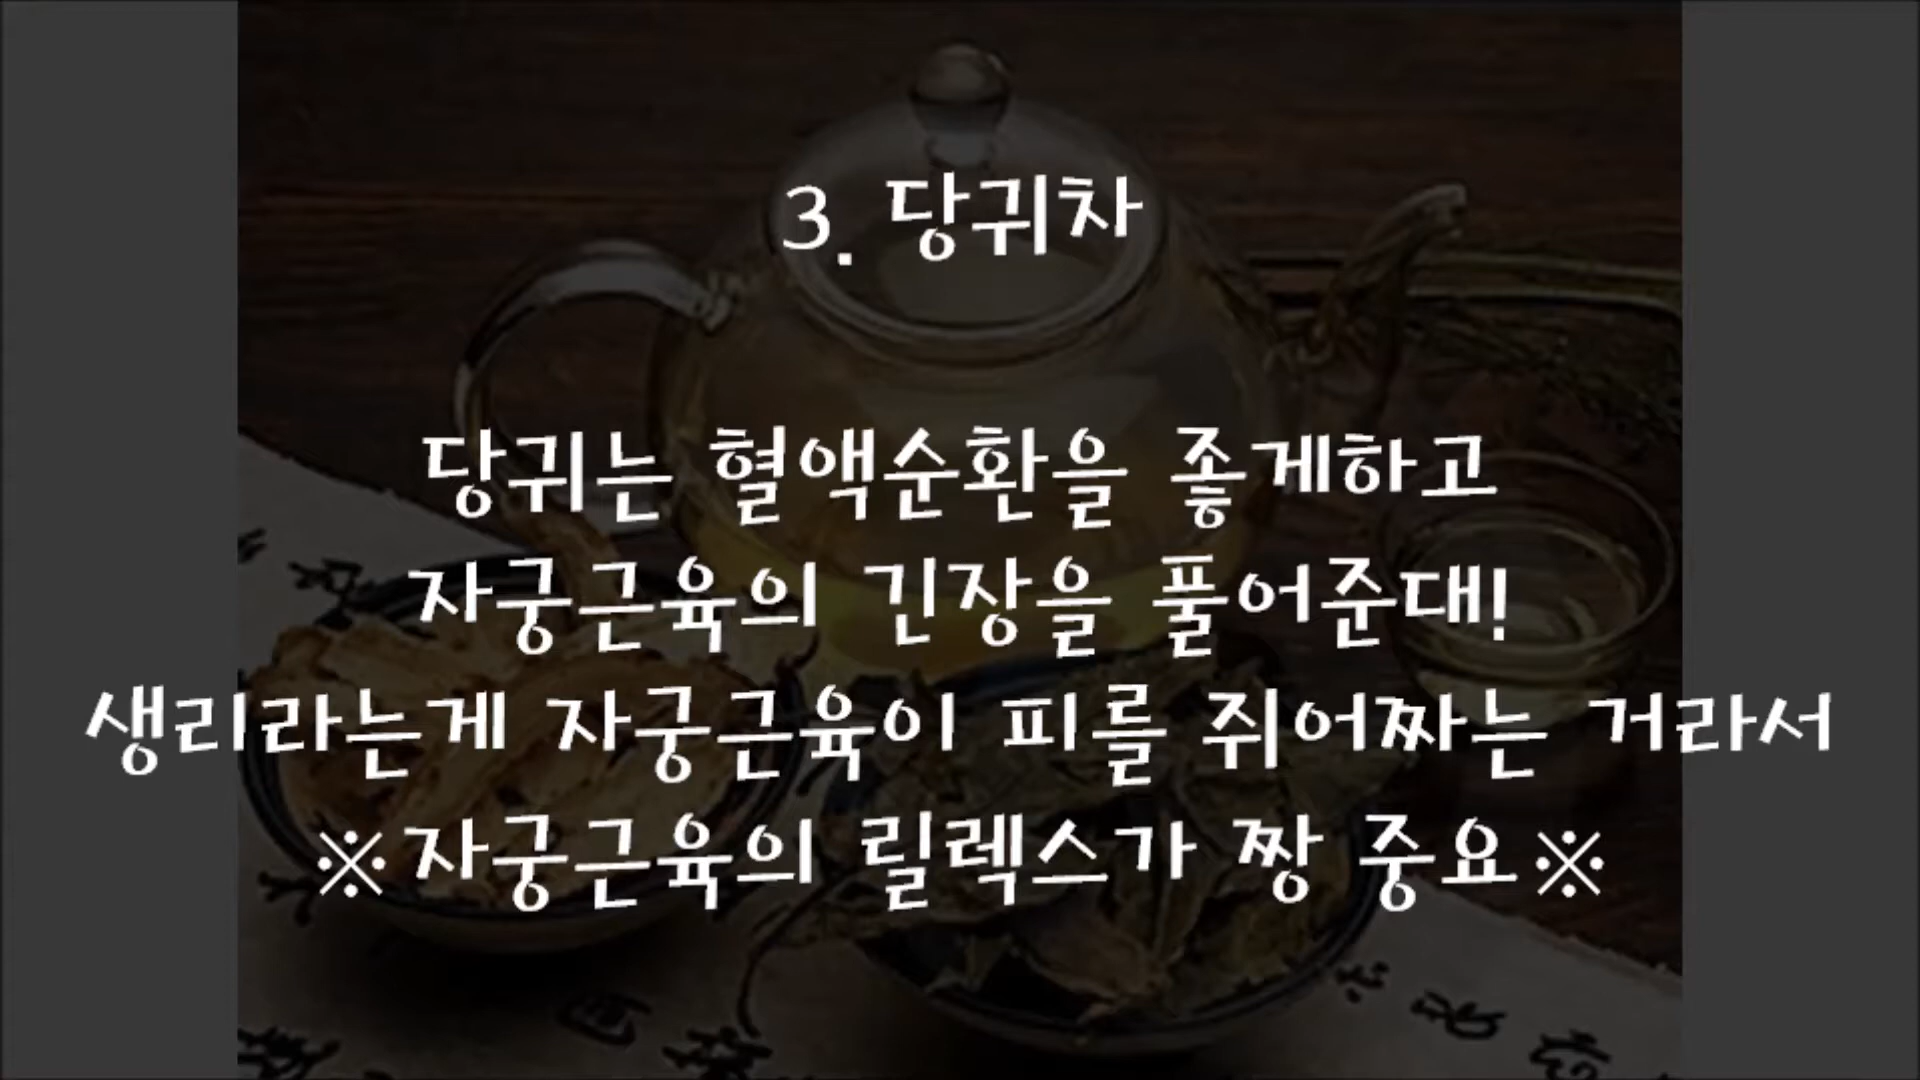 3. 당귀차
당귀는 혈액순환을 좋게하고
자궁근육의 긴장을 풀어준대!
생리라는게 자궁근육이 피를 쥐어짜는 거라서
※자궁근육의 릴렉스가 짱 중요※